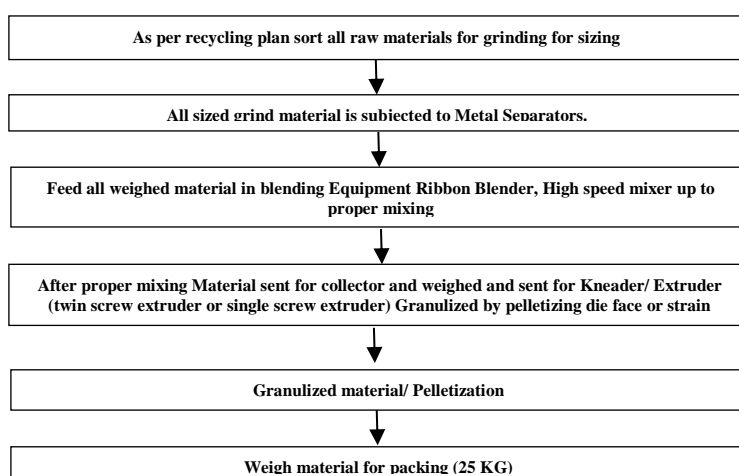 As per recycling plan sort all raw materials for grinding for sizing
All sized grind material is subjected to Metal Separators.
Feed all weighed material in blending Equipment Ribbon Blender, High speed mixer up to
proper mixing
After proper mixing Material sent for collector and weighed and sent for Kneader/ Extruder
(twin screw extruder or single screw extruder) Granulized by pelletizing die face or strain
Granulized material/ Pelletization
Weigh material for packing (25 KG)